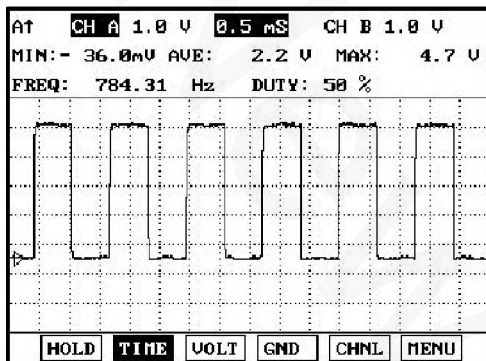 A↑ CH A 1.0 V 0.5 mS CH B 1.0 V
MIN:- 36.0mV AVE: 2.2 V MAX: 4.7 V
FREQ: 784.31 Hz DUTY: 50 %
HOLD TIME VOLT GND CHNL MENU